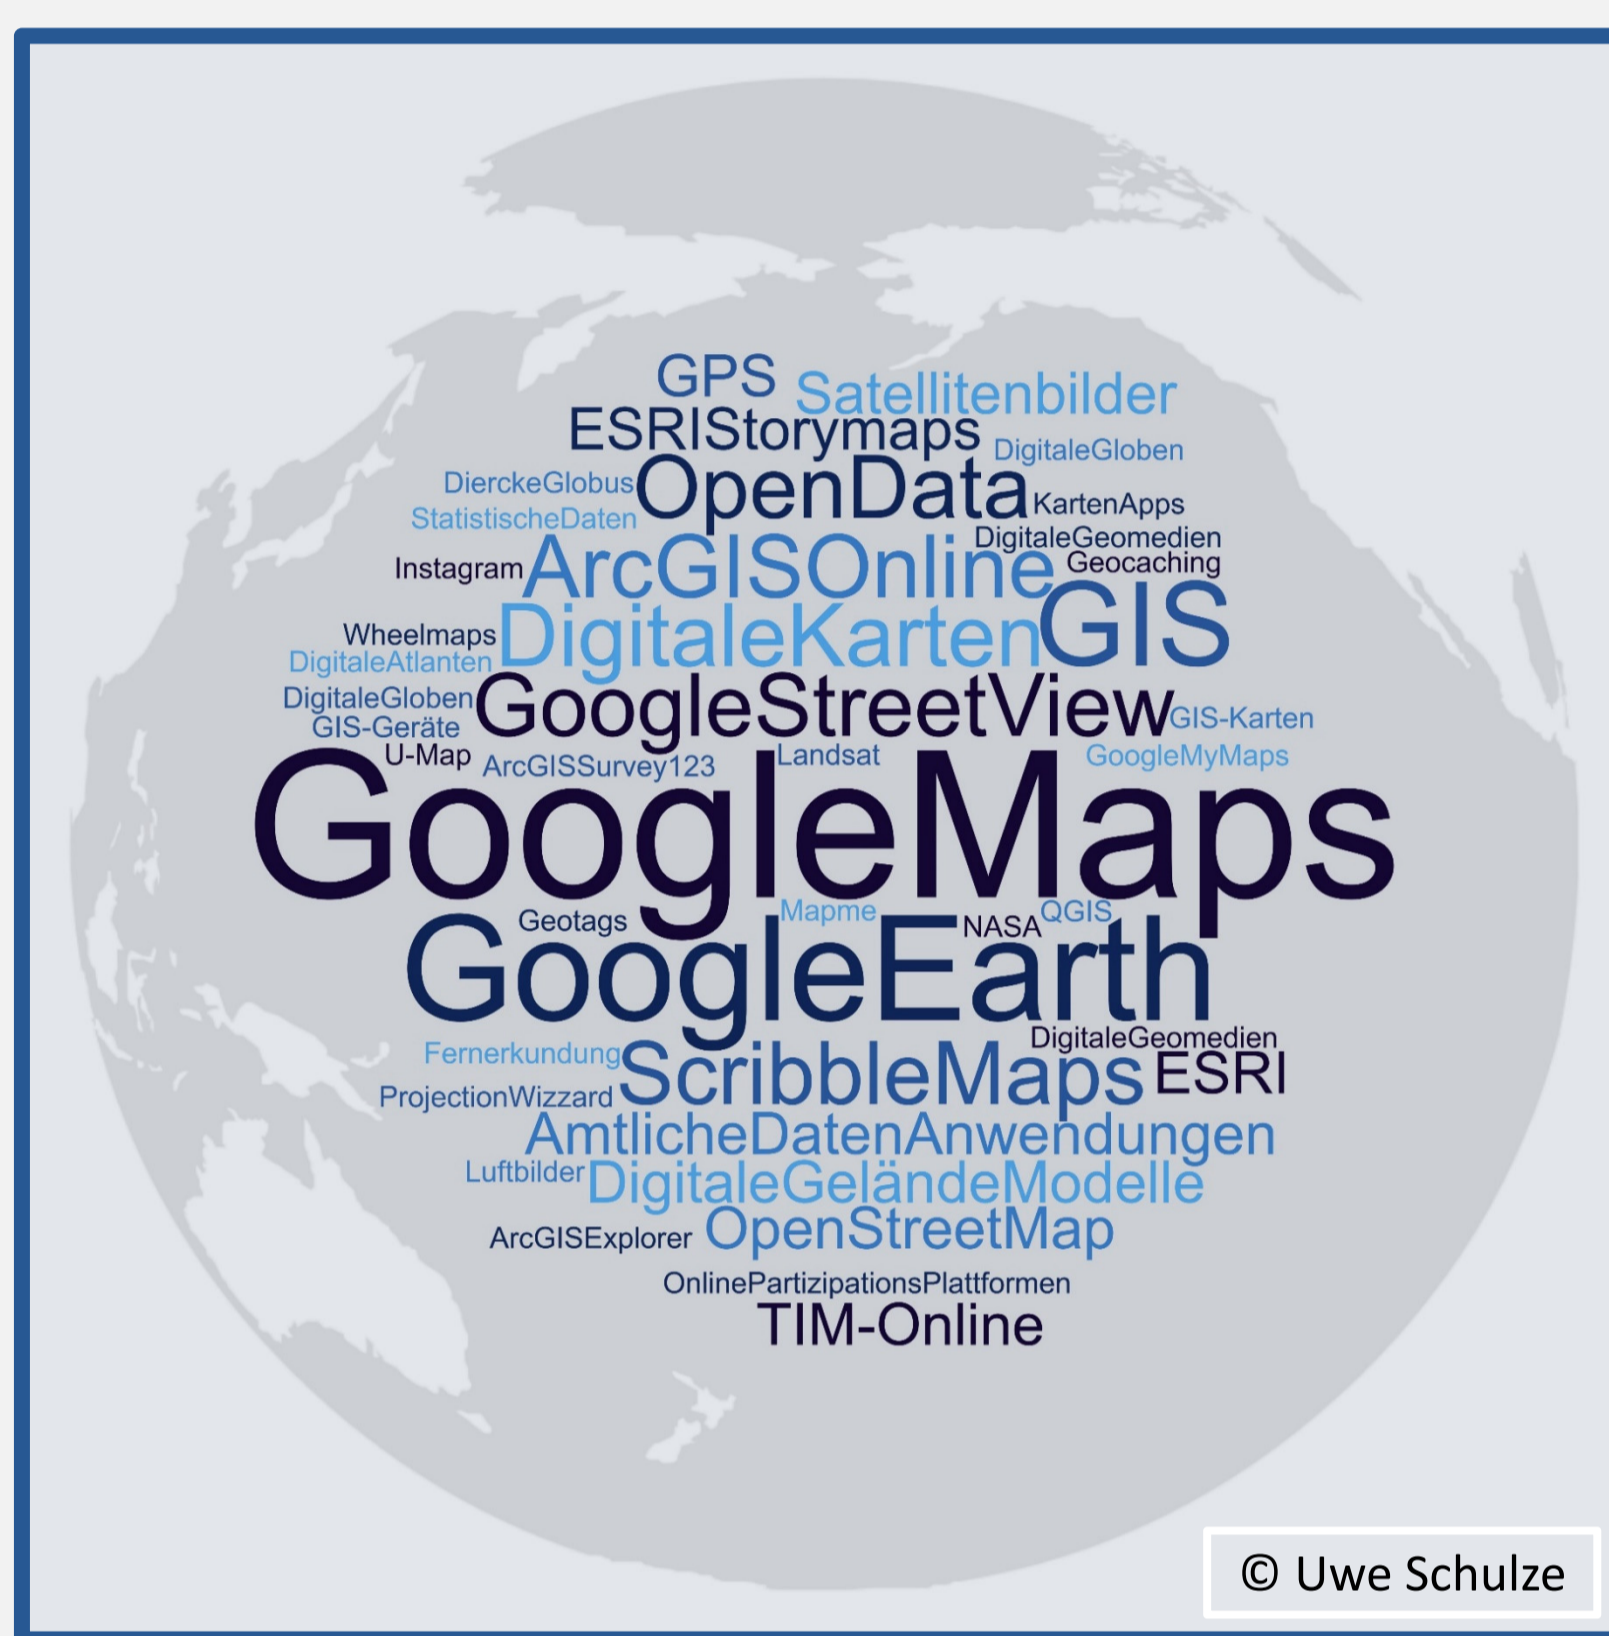 GPS Satellitenbilder
ESRIStorymaps DigitaleGloben
DierckeGlobus OpenData KartenApps
StatistischeDaten DigitaleGeomedien
Instagram ArcGISOnline Geocaching
Wheelmaps DigitaleKarten GIS
DigitaleAtlanten
DigitaleGloben GoogleStreetView GIS-Karten
GIS-Geräte
U-Map ArcGISSurvey123 Landsat GoogleMyMaps
GoogleMaps
Geotags Mapme NASA QGIS
GoogleEarth
DigitaleGeomedien
Fernerkundung ScribbleMaps ESRI
ProjectionWizzard
AmtlicheDatenAnwendungen
Luftbilder DigitaleGeländeModelle
ArcGISExplorer OpenStreetMap
OnlinePartizipationsPlattformen
TIM-Online
© Uwe Schulze